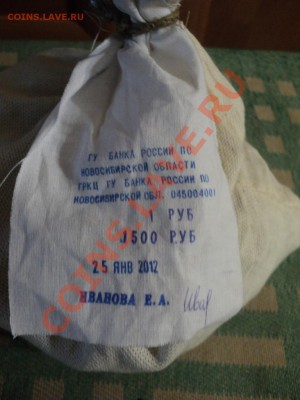 COINS.LAVE.RU
ГУ БАНКА РОССИИ ПО
НОВОСИБИРСКОЙ ОБЛАСТИ
ГРКЦ ГУ БАНКА РОССИИ ПО
НОВОСИБИРСКОЙ ОБЛ. 045004001
1 РУБ
1500 РУБ
25 ЯНВ 2012
ИВАНОВА Е.А.
COINS.LAVE.RU